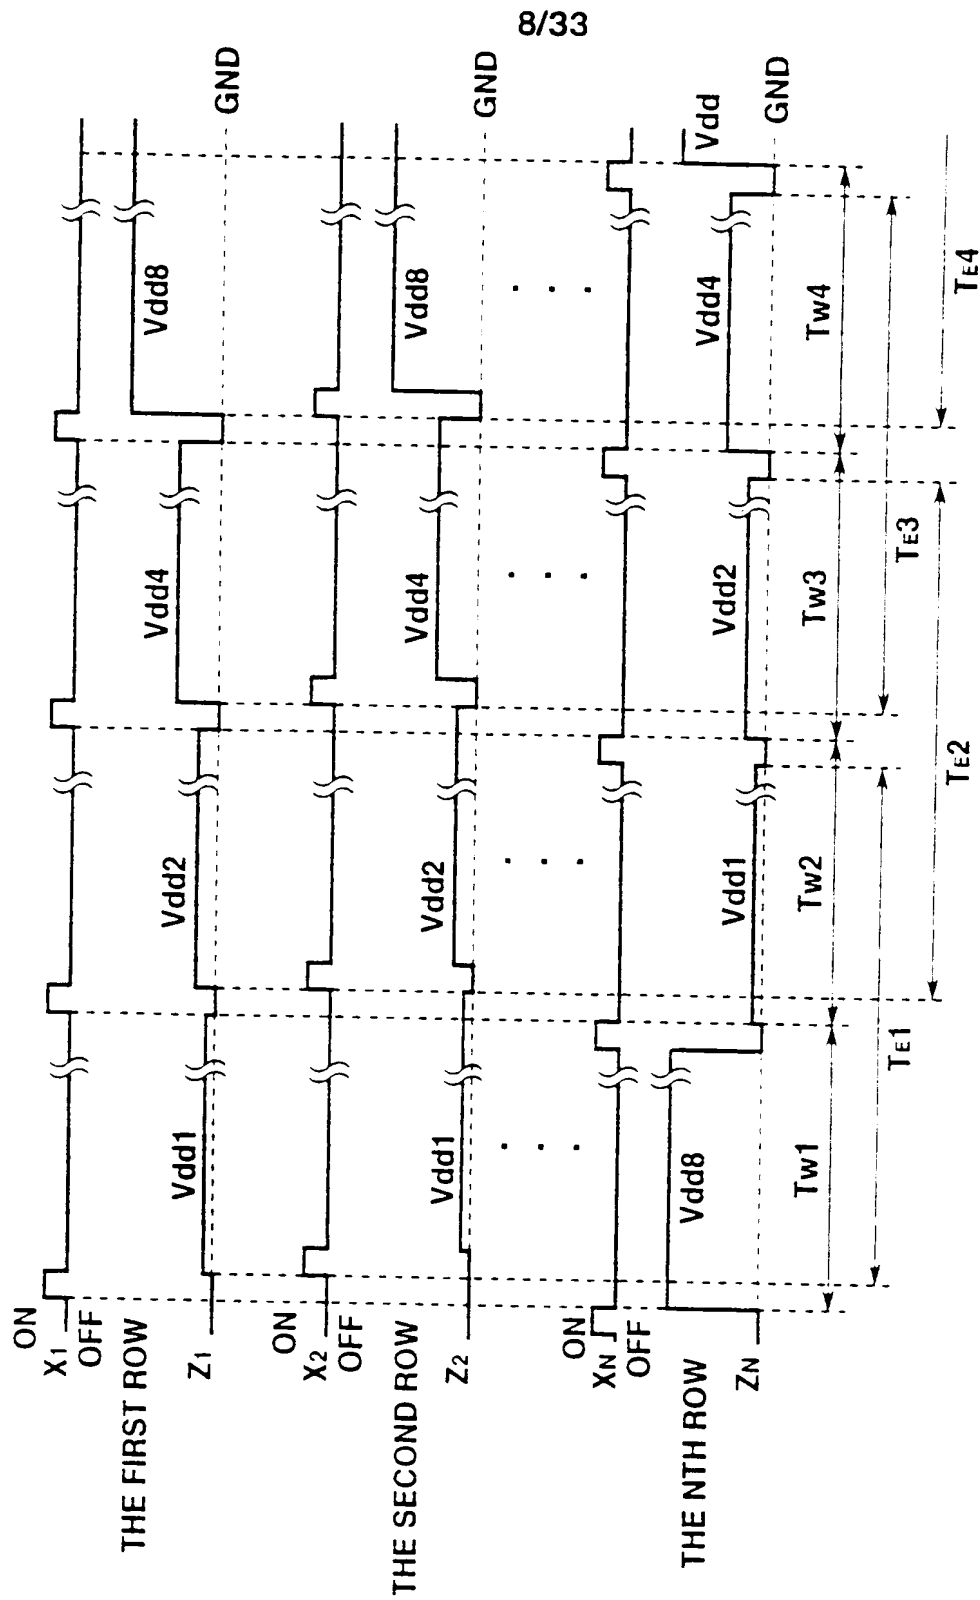 8/33
ON
X1
OFF
THE FIRST ROW
Z1
Vdd1
Vdd2
Vdd4
Vdd8
GND
ON
X2
OFF
THE SECOND ROW
Z2
Vdd1
Vdd2
Vdd4
Vdd8
GND
. . .
. . .
. . .
. . .
ON
XN
OFF
THE NTH ROW
ZN
Vdd8
Vdd1
Vdd2
Vdd4
Vdd
GND
TW1
TW2
TW3
TW4
TE1
TE3
TE2
TE4